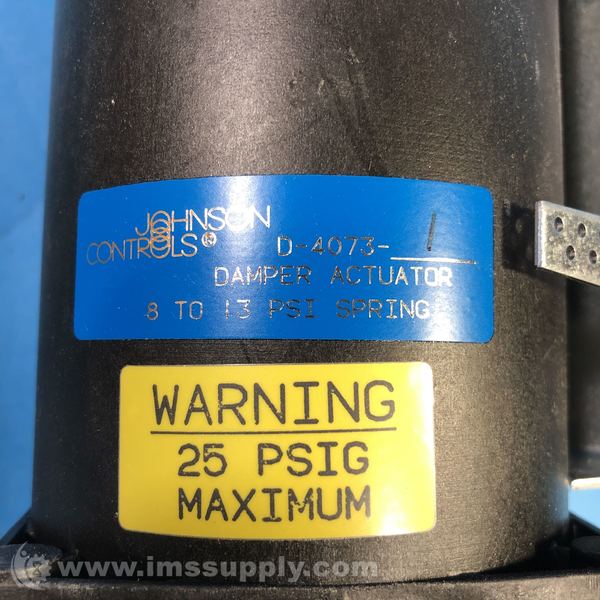 JOHNSON
CONTROLS® D-4073-1
DAMPER ACTUATOR
8 TO 13 PSI SPRING
WARNING
25 PSIG
MAXIMUM
www.imssupply.com